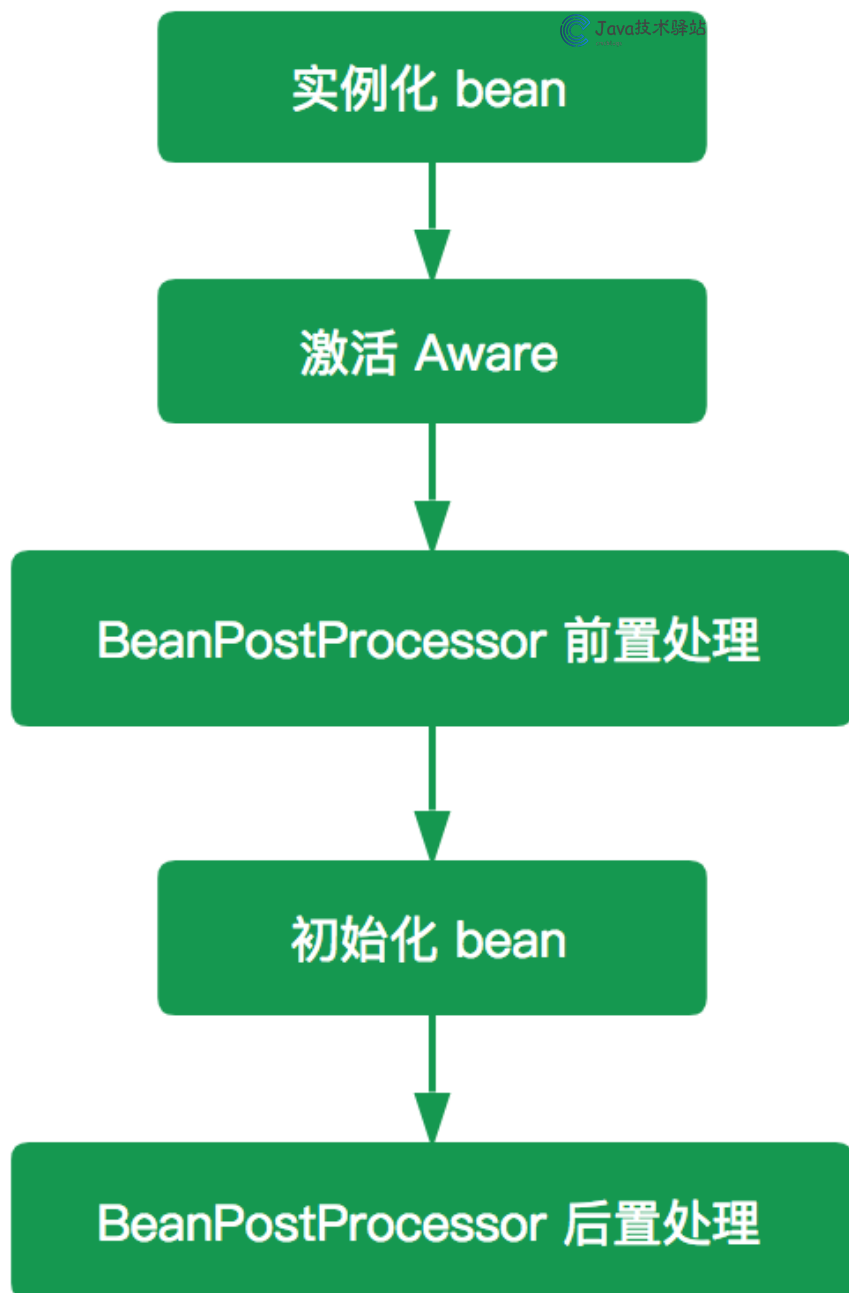 Java技术驿站
实例化 bean
激活 Aware
BeanPostProcessor 前置处理
初始化 bean
BeanPostProcessor 后置处理